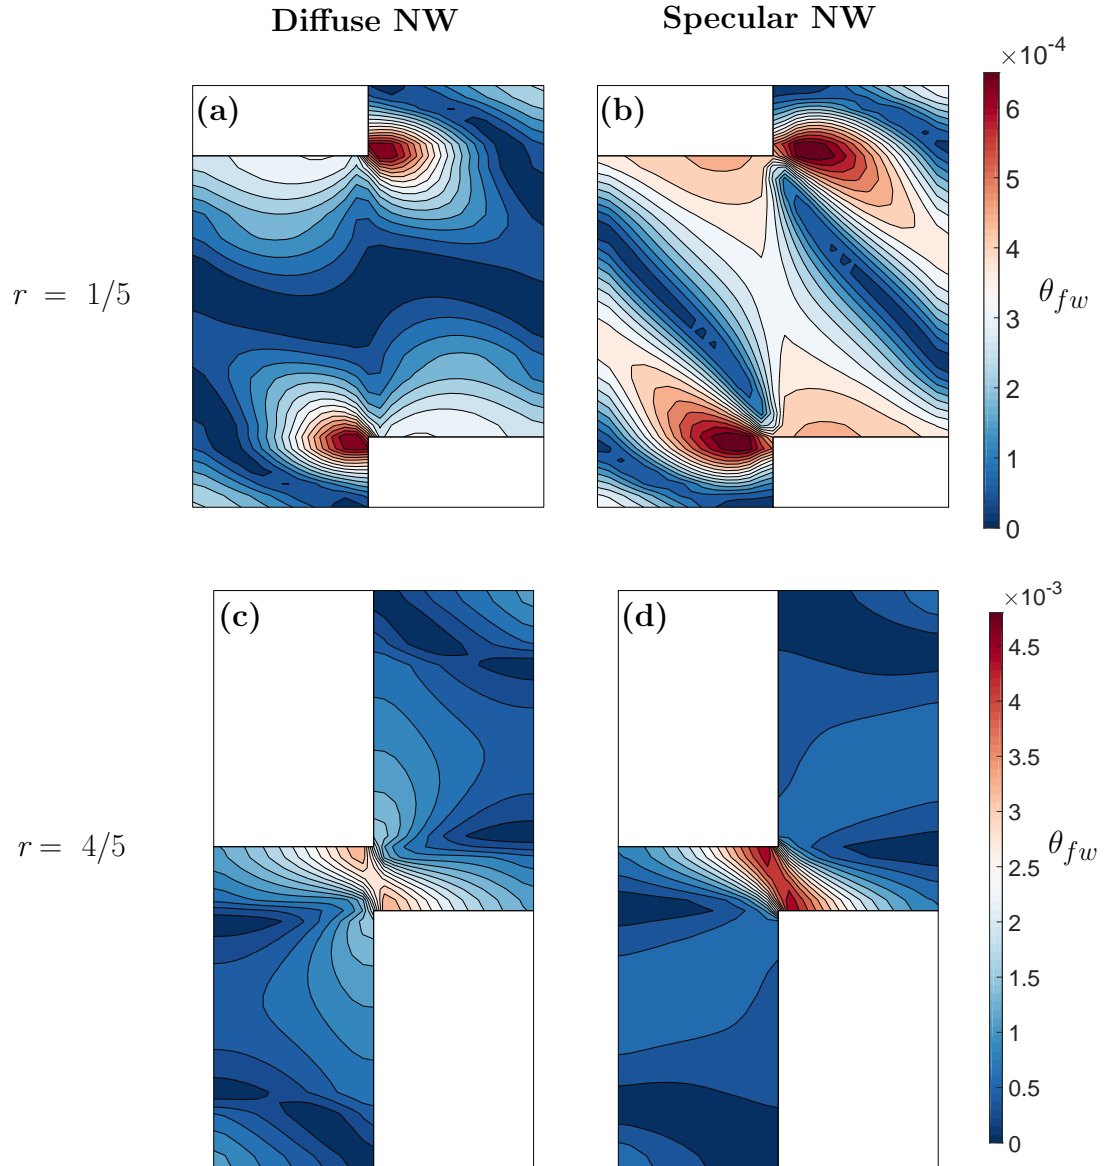 Diffuse NW
Specular NW
×10⁻⁴
(a)
(b)
6
5
4
3
2
1
0
r = 1/5
θ_fw
×10⁻³
(c)
(d)
4.5
4
3.5
3
2.5
2
1.5
1
0.5
0
r = 4/5
θ_fw